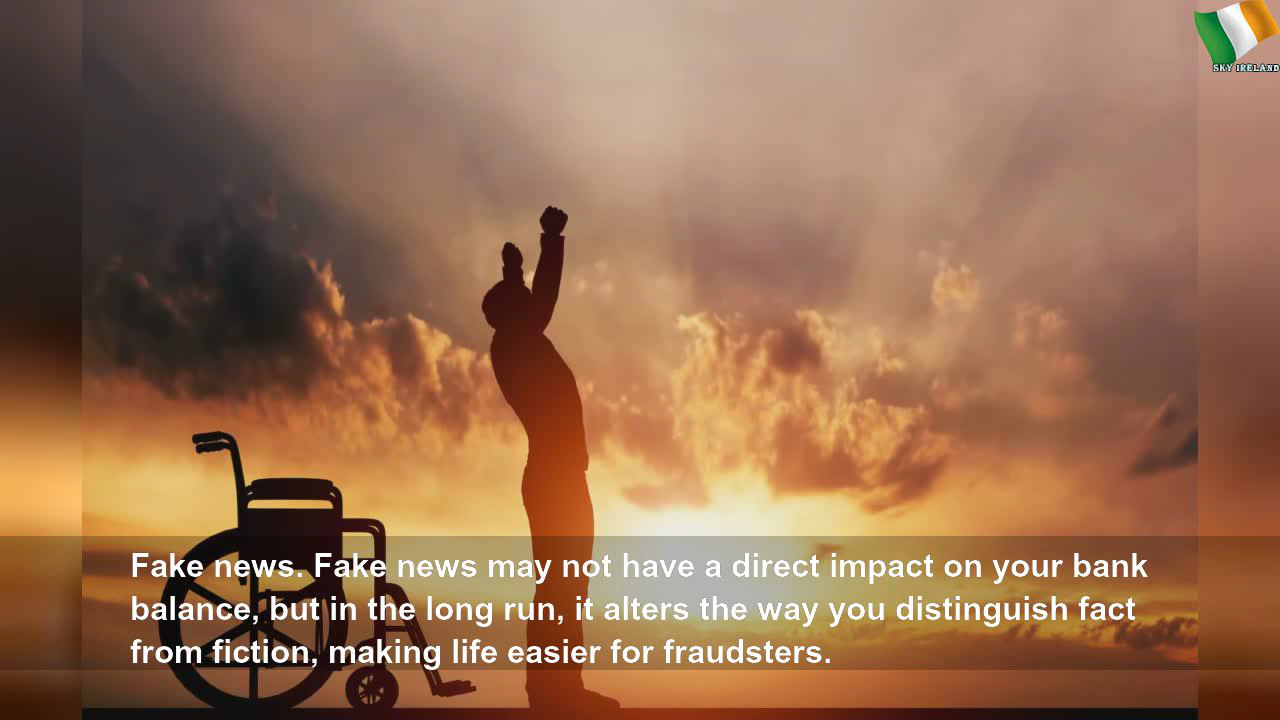 SKY IRELAND
Fake news. Fake news may not have a direct impact on your bank
balance, but in the long run, it alters the way you distinguish fact
from fiction, making life easier for fraudsters.